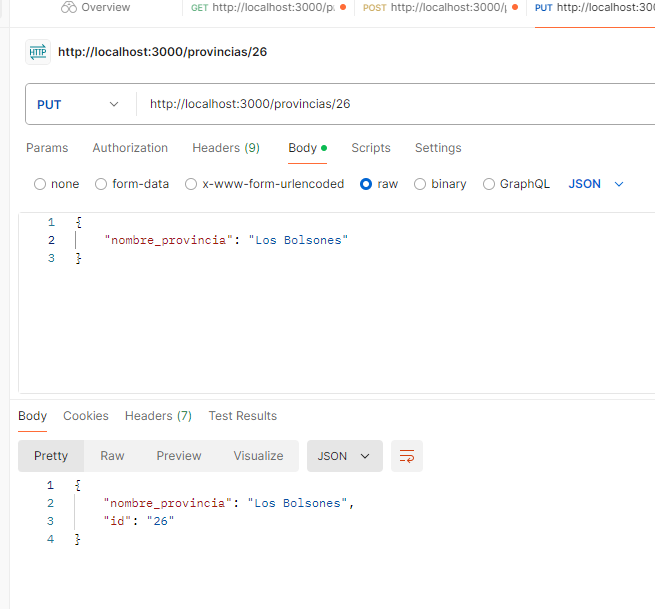 Overview GET http://localhost:3000/p POST http://localhost:3000/ PUT http://localhost:300
HTTP http://localhost:3000/provincias/26
PUT http://localhost:3000/provincias/26
Params Authorization Headers (9) Body Scripts Settings
none form-data x-www-form-urlencoded raw binary GraphQL JSON
1 {
2 "nombre_provincia": "Los Bolsones"
3 }
Body Cookies Headers (7) Test Results
Pretty Raw Preview Visualize JSON
1 {
2 "nombre_provincia": "Los Bolsones",
3 "id": "26"
4 }